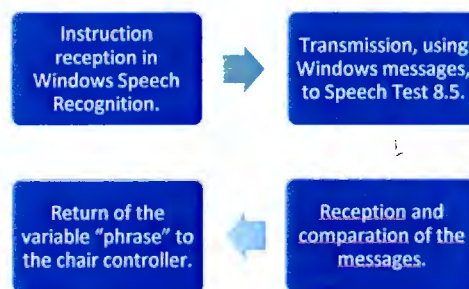 Instruction
reception in
Windows Speech
Recognition.
Transmission, using
Windows messages,
to Speech Test 8.5.
Reception and
comparation of the
messages.
Return of the
variable "phrase" to
the chair controller.